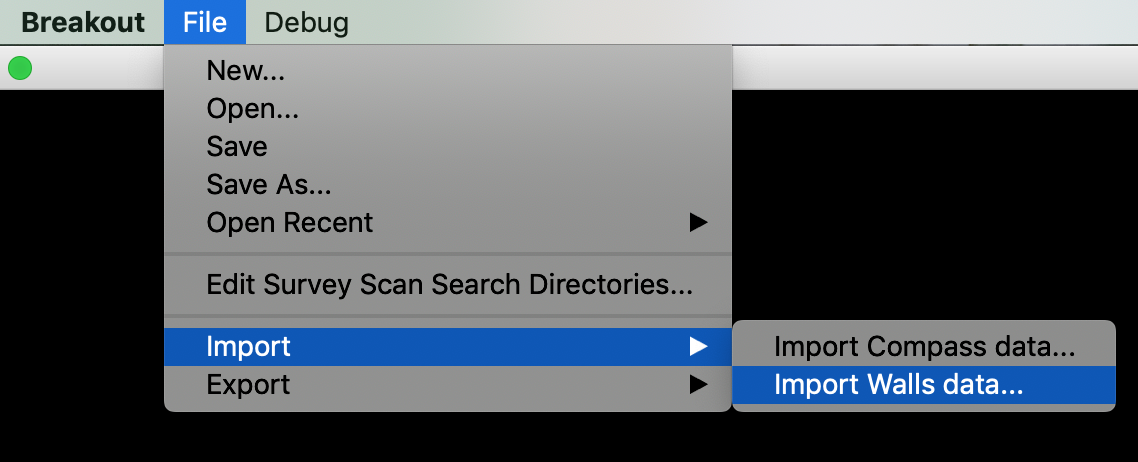 Breakout File Debug
New...
Open...
Save
Save As...
Open Recent
Edit Survey Scan Search Directories...
Import
Export
Import Compass data...
Import Walls data...